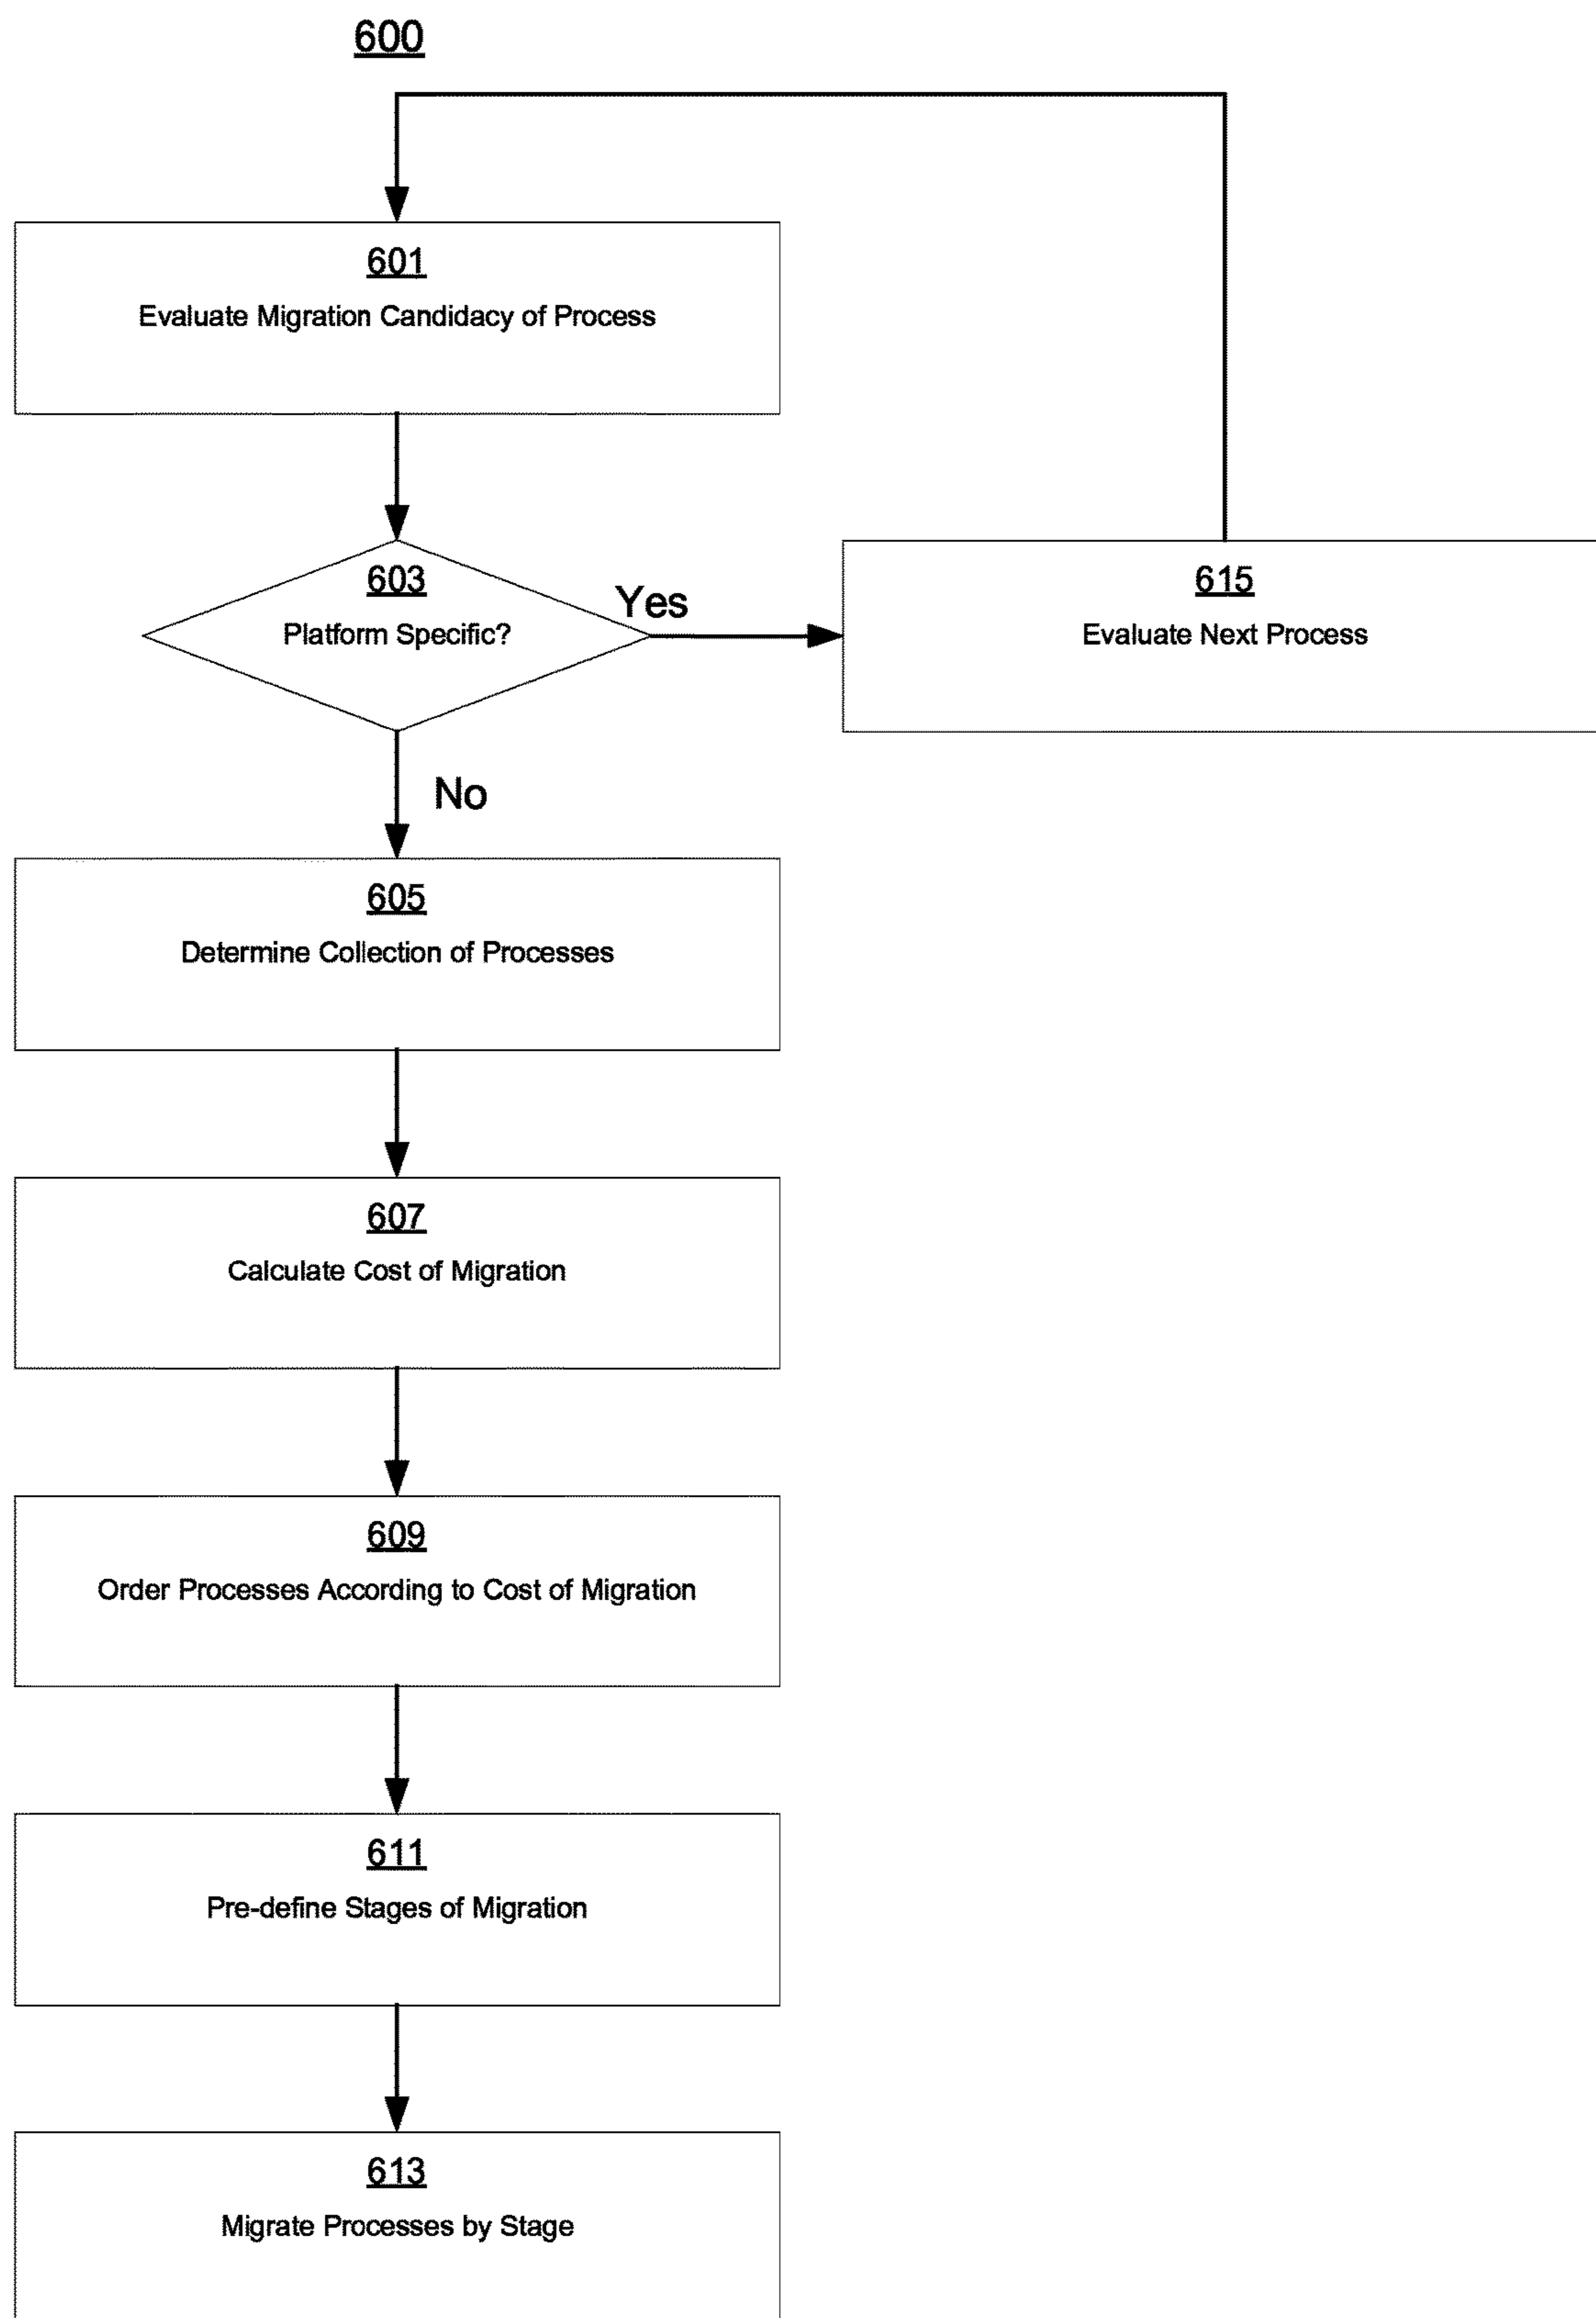 600
601
Evaluate Migration Candidacy of Process
603
Platform Specific?
Yes
615
Evaluate Next Process
No
605
Determine Collection of Processes
607
Calculate Cost of Migration
609
Order Processes According to Cost of Migration
611
Pre-define Stages of Migration
613
Migrate Processes by Stage